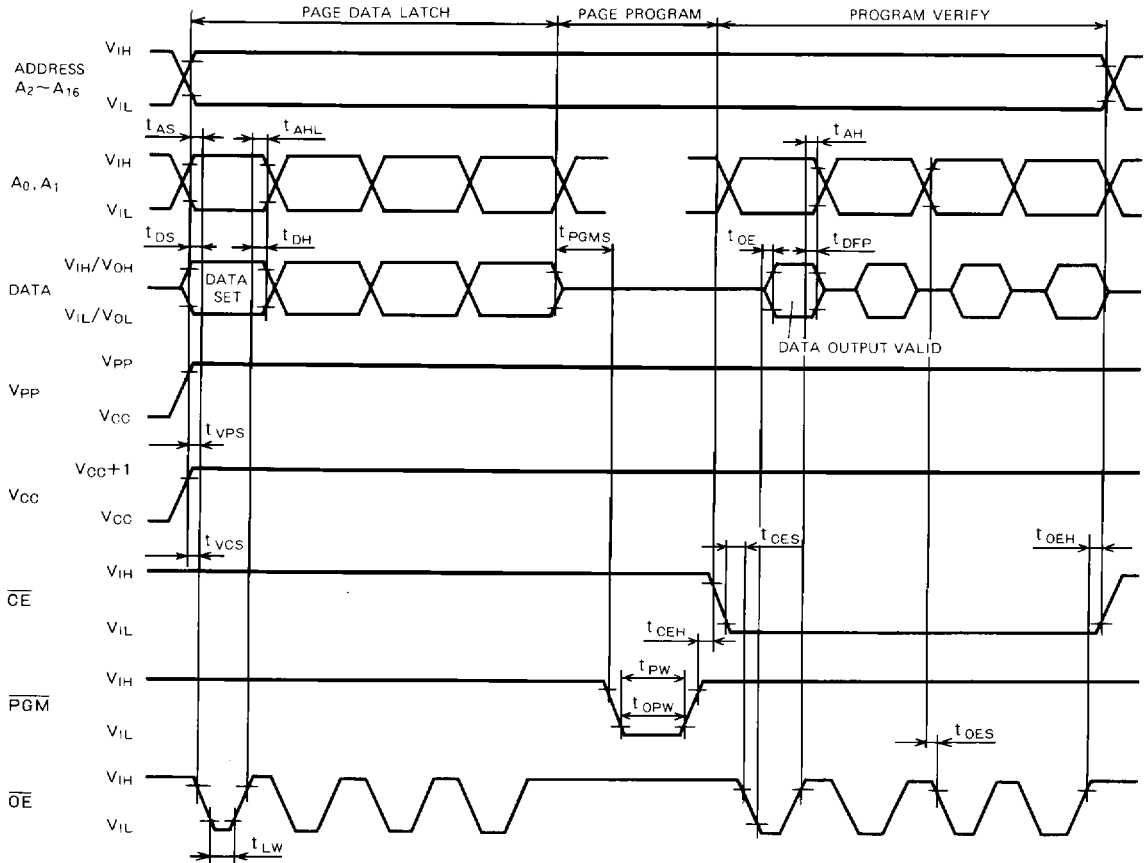 PAGE DATA LATCH PAGE PROGRAM PROGRAM VERIFY
VIH
ADDRESS
A2~A16
VIL
tAS tAHL tAH
VIH
A0, A1
VIL
tDS tDH tPGMS tOE tDFP
VIH/VOH
DATA
DATA SET
VIL/VOL
DATA OUTPUT VALID
VPP
VPP
VCC
tVPS
VCC+1
VCC
VCC
tVCS tCES tOEH
VIH
CE
VIL
tCEH
VIH
tPW
PGM
tOPW
VIL
tOES
VIH
OE
VIL
tLW